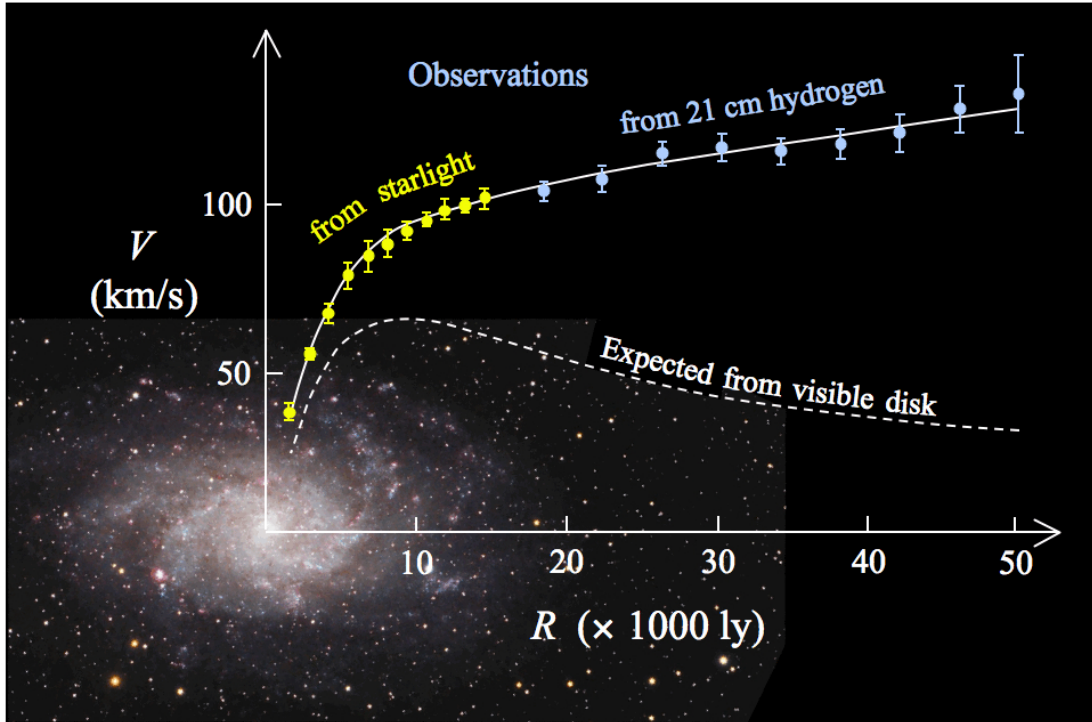 Observations
from 21 cm hydrogen
from starlight
100
V
(km/s)
50
Expected from visible disk
10 20 30 40 50
R (× 1000 ly)